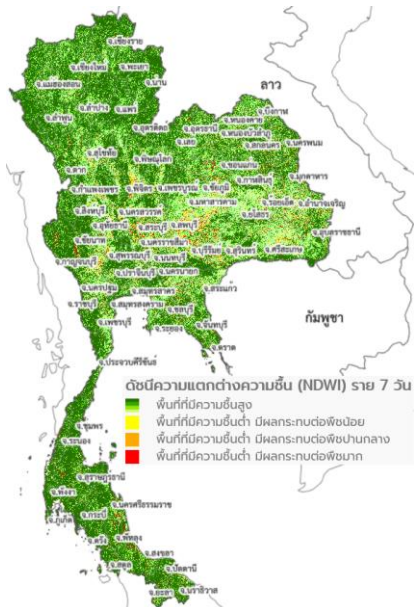 จ.เชียงราย
จ.เชียงใหม่
จ.พะเยา
จ.แม่ฮ่องสอน
จ.น่าน
ลาว
จ.ลำปาง
จ.แพร่
จ.ลำพูน
จ.บึงกาฬ
จ.หนองคาย
จ.อุตรดิตถ์
จ.อุดรธานี
จ.หนองบัวลำภู
จ.เลย
จ.สกลนคร
จ.นครพนม
จ.สุโขทัย
จ.พิษณุโลก
จ.ตาก
จ.ขอนแก่น
จ.กาฬสินธุ์
จ.มุกดาหาร
จ.กำแพงเพชร
จ.พิจิตร
จ.เพชรบูรณ์
จ.ชัยภูมิ
จ.มหาสารคาม
จ.ร้อยเอ็ด
จ.อำนาจเจริญ
จ.สิงห์บุรี
จ.นครสวรรค์
จ.ยโสธร
จ.อุทัยธานี
จ.สระบุรี
จ.ลพบุรี
จ.อุบลราชธานี
จ.ชัยนาท
จ.นครราชสีมา
จ.บุรีรัมย์
จ.สุรินทร์
จ.ศรีสะเกษ
จ.กาญจนบุรี
จ.สุพรรณบุรี
จ.นนทบุรี
จ.ปราจีนบุรี
จ.นครนายก
จ.นครปฐม
จ.สมุทรสาคร
จ.สระแก้ว
จ.ราชบุรี
จ.สมุทรสงคราม
จ.ชลบุรี
กัมพูชา
จ.เพชรบุรี
จ.ระยอง
จ.จันทบุรี
จ.ตราด
จ.ประจวบคีรีขันธ์
ดัชนีความแตกต่างความชื้น (NDWI) ราย 7 วัน
พื้นที่ที่มีความชื้นสูง
พื้นที่ที่มีความชื้นต่ำ มีผลกระทบต่อพืชน้อย
พื้นที่ที่มีความชื้นต่ำ มีผลกระทบต่อพืชปานกลาง
พื้นที่ที่มีความชื้นต่ำ มีผลกระทบต่อพืชมาก
จ.ชุมพร
จ.ระนอง
จ.สุราษฎร์ธานี
จ.พังงา
จ.นครศรีธรรมราช
จ.กระบี่
จ.ภูเก็ต
จ.ตรัง
จ.พัทลุง
จ.สงขลา
จ.สตูล
จ.ปัตตานี
จ.ยะลา
จ.นราธิวาส